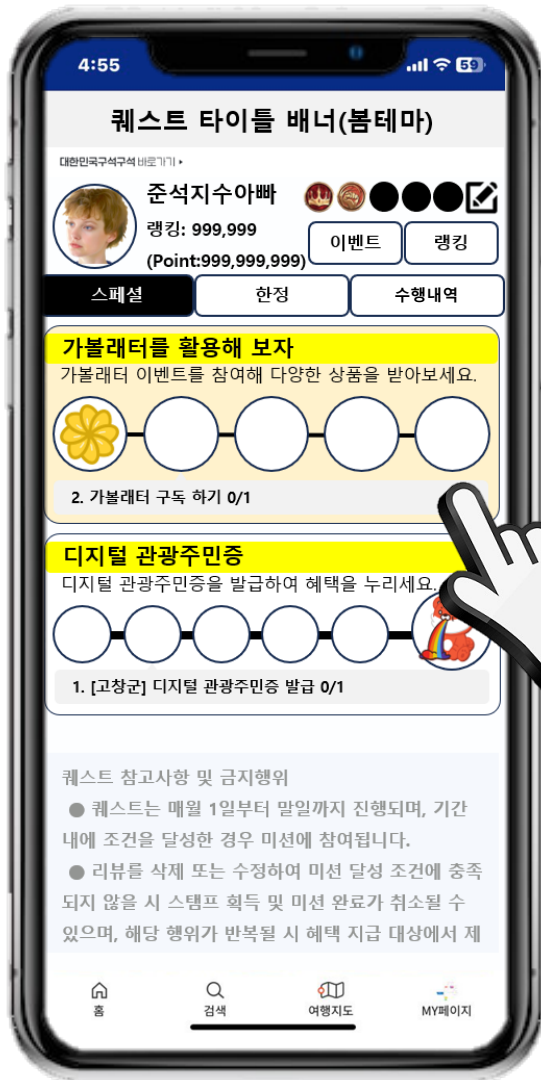 4:55
59
퀘스트 타이틀 배너(봄테마)
대한민국구석구석 바로가기
준석지수아빠
랭킹: 999,999
(Point:999,999,999)
이벤트
랭킹
스페셜
한정
수행내역
가볼래터를 활용해 보자
가볼래터 이벤트를 참여해 다양한 상품을 받아보세요.
2. 가볼래터 구독 하기 0/1
디지털 관광주민증
디지털 관광주민증을 발급하여 혜택을 누리세요.
1. [고창군] 디지털 관광주민증 발급 0/1
퀘스트 참고사항 및 금지행위
● 퀘스트는 매월 1일부터 말일까지 진행되며, 기간
내에 조건을 달성한 경우 미션에 참여됩니다.
● 리뷰를 삭제 또는 수정하여 미션 달성 조건에 충족
되지 않을 시 스탬프 획득 및 미션 완료가 취소될 수
있으며, 해당 행위가 반복될 시 혜택 지급 대상에서 제
홈
검색
여행지도
MY페이지